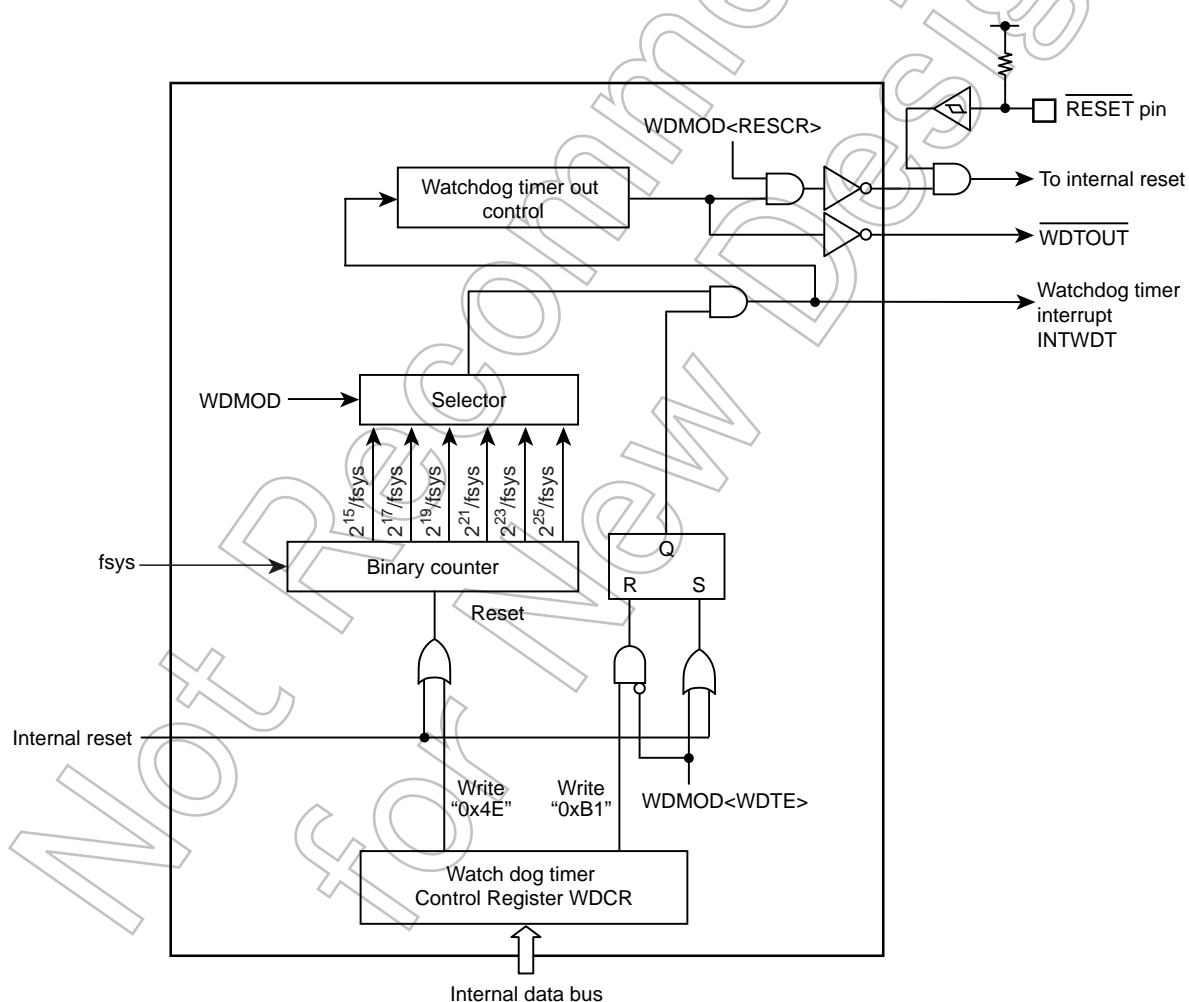 RESET pin
WDMOD<RESCR>
Watchdog timer out
control
To internal reset
WDTOUT
Watchdog timer
interrupt
INTWDT
WDMOD
Selector
2^15/fsys
2^17/fsys
2^19/fsys
2^21/fsys
2^23/fsys
2^25/fsys
fsys
Binary counter
Q
R S
Reset
Internal reset
Write
“0x4E”
Write
“0xB1”
WDMOD<WDTE>
Watch dog timer
Control Register WDCR
Internal data bus
Not Recomme
for New Desig